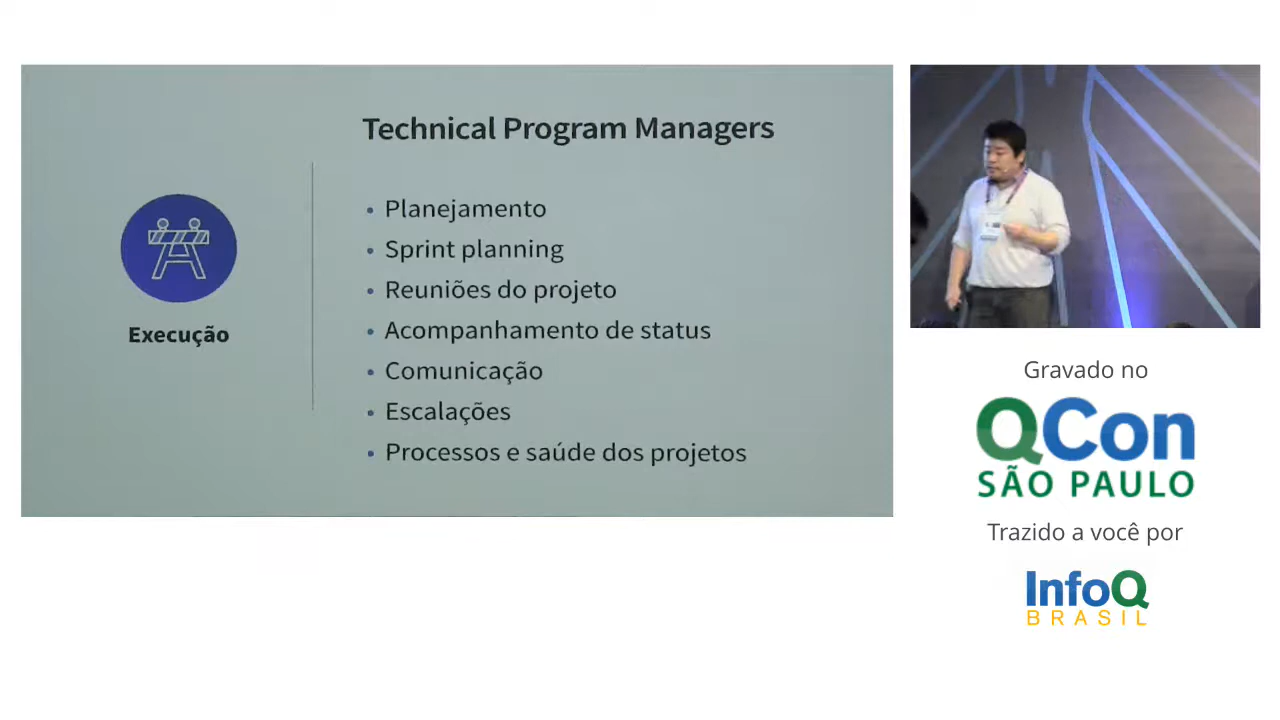 Technical Program Managers
Execução
Planejamento
Sprint planning
Reuniões do projeto
Acompanhamento de status
Comunicação
Escalações
Processos e saúde dos projetos
Gravado no
QCon
SÃO PAULO
Trazido a você por
InfoQ
BRASIL